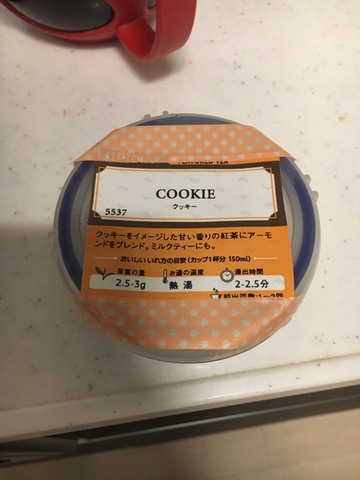 FLAVORED TEA
COOKIE
クッキー
5537
クッキーをイメージした甘い香りの紅茶にアーモ
ンドをブレンド。ミルクティーにも。
おいしいいれ方の目安(カップ1杯分 150ml)
茶葉の量 お湯の温度 浸出時間
2.5-3g 熱湯 2-2.5分